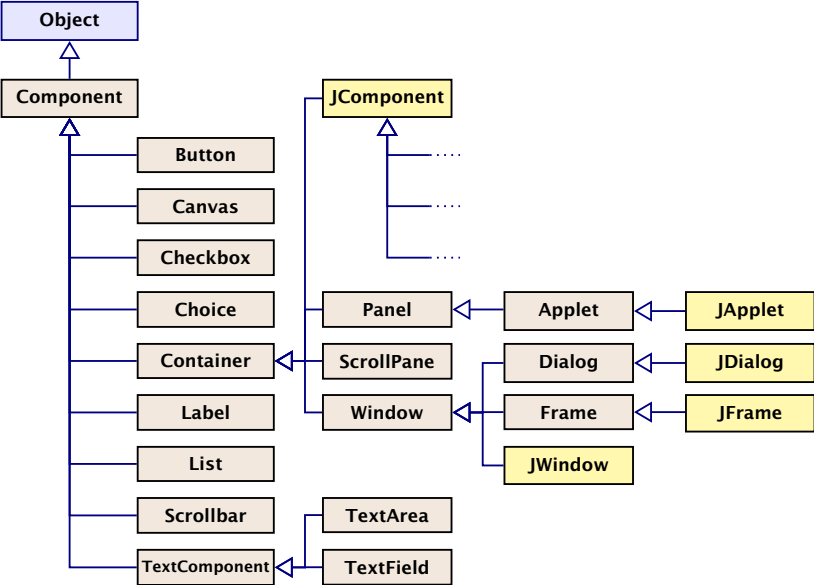 Object
Component
JComponent
Button
Canvas
Checkbox
Choice
Panel
Applet
JApplet
Container
ScrollPane
Dialog
JDialog
Label
Window
Frame
JFrame
List
JWindow
Scrollbar
TextArea
TextComponent
TextField